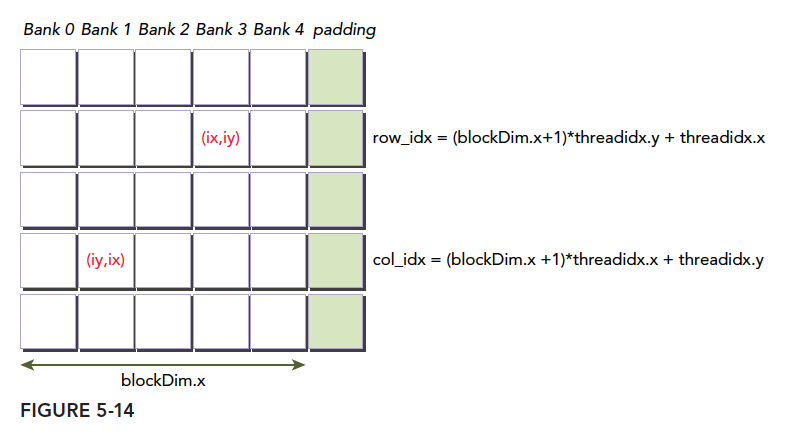 Bank 0 Bank 1 Bank 2 Bank 3 Bank 4 padding
(ix,iy) row_idx = (blockDim.x+1)*threadidx.y + threadidx.x
(iy,ix) col_idx = (blockDim.x +1)*threadidx.x + threadidx.y
blockDim.x
FIGURE 5-14